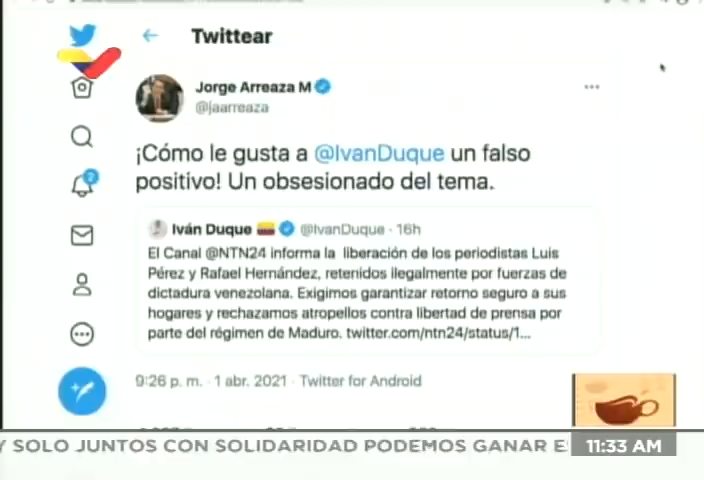 Twittear
Jorge Arreaza M
@jaarreaza
¡Cómo le gusta a @IvanDuque un falso
positivo! Un obsesionado del tema.
Iván Duque @IvanDuque · 16h
El Canal @NTN24 informa la liberación de los periodistas Luis
Pérez y Rafael Hernández, retenidos ilegalmente por fuerzas de
dictadura venezolana. Exigimos garantizar retorno seguro a sus
hogares y rechazamos atropellos contra libertad de prensa por
parte del régimen de Maduro. twitter.com/ntn24/status/1...
9:26 p. m. · 1 abr. 2021 · Twitter for Android
Y SOLO JUNTOS CON SOLIDARIDAD PODEMOS GANAR E
11:33 AM
2